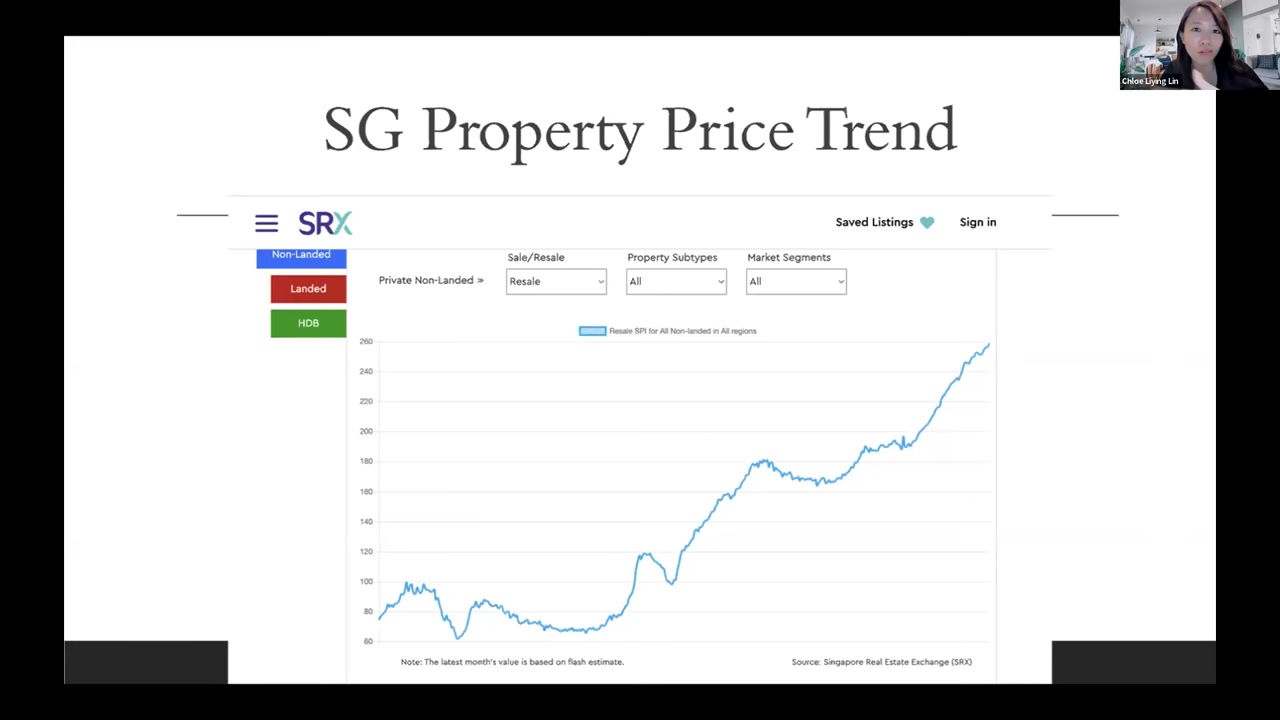 Chloe Liying Lin
SG Property Price Trend
SRX
Saved Listings
Sign in
Non-Landed
Landed
HDB
Private Non-Landed »
Sale/Resale
Resale
Property Subtypes
All
Market Segments
All
Resale SPI for All Non-landed in All regions
260
240
220
200
180
160
140
120
100
80
60
Note: The latest month's value is based on flash estimate.
Source: Singapore Real Estate Exchange (SRX)